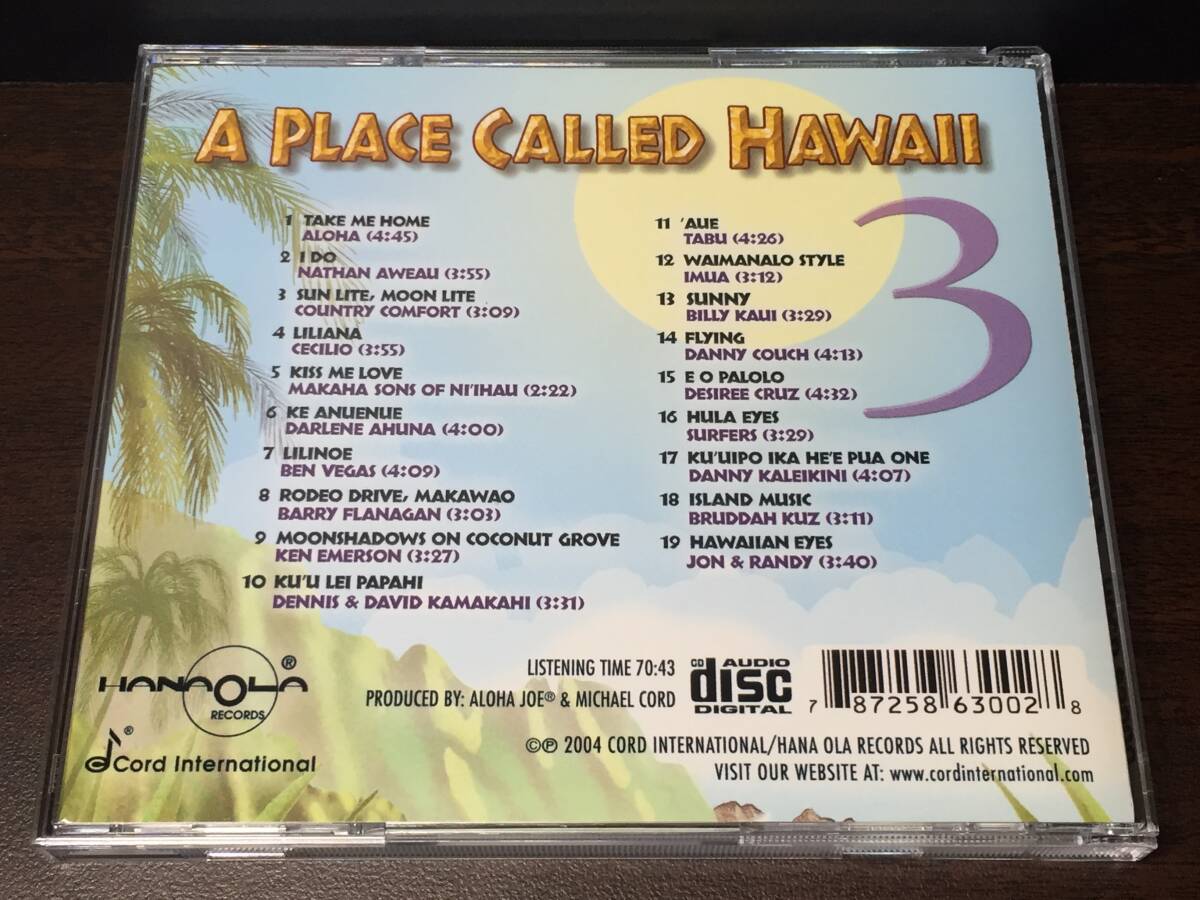 A PLACE CALLED HAWAII
3
1 TAKE ME HOME
ALOHA (4:45)
2 I DO
NATHAN AWEAU (3:55)
3 SUN LITE, MOON LITE
COUNTRY COMFORT (3:09)
4 LILIANA
CECILIO (3:55)
5 KISS ME LOVE
MAKAHA SONS OF NI'IHAU (2:22)
6 KE ANUENUE
DARLENE AHUNA (4:00)
7 LILINOE
BEN VEGAS (4:09)
8 RODEO DRIVE, MAKAWAO
BARRY FLANAGAN (3:03)
9 MOONSHADOWS ON COCONUT GROVE
KEN EMERSON (3:27)
10 KU'U LEI PAPAHI
DENNIS & DAVID KAMAKAHI (3:31)
11 'AUE
TABU (4:26)
12 WAIMANALO STYLE
IMUA (3:12)
13 SUNNY
BILLY KAUI (3:29)
14 FLYING
DANNY COUCH (4:13)
15 E O PALOLO
DESIREE CRUZ (4:32)
16 HULA EYES
SURFERS (3:29)
17 KU'UIPO IKA HE'E PUA ONE
DANNY KALEIKINI (4:07)
18 ISLAND MUSIC
BRUDDAH KUZ (3:11)
19 HAWAIIAN EYES
JON & RANDY (3:40)
HANAOLA ®
RECORDS
® Cord International
LISTENING TIME 70:43
PRODUCED BY: ALOHA JOE® & MICHAEL CORD
CD AUDIO
disc
DIGITAL
7 87258 63002 8
©℗ 2004 CORD INTERNATIONAL/HANA OLA RECORDS ALL RIGHTS RESERVED
VISIT OUR WEBSITE AT: www.cordinternational.com